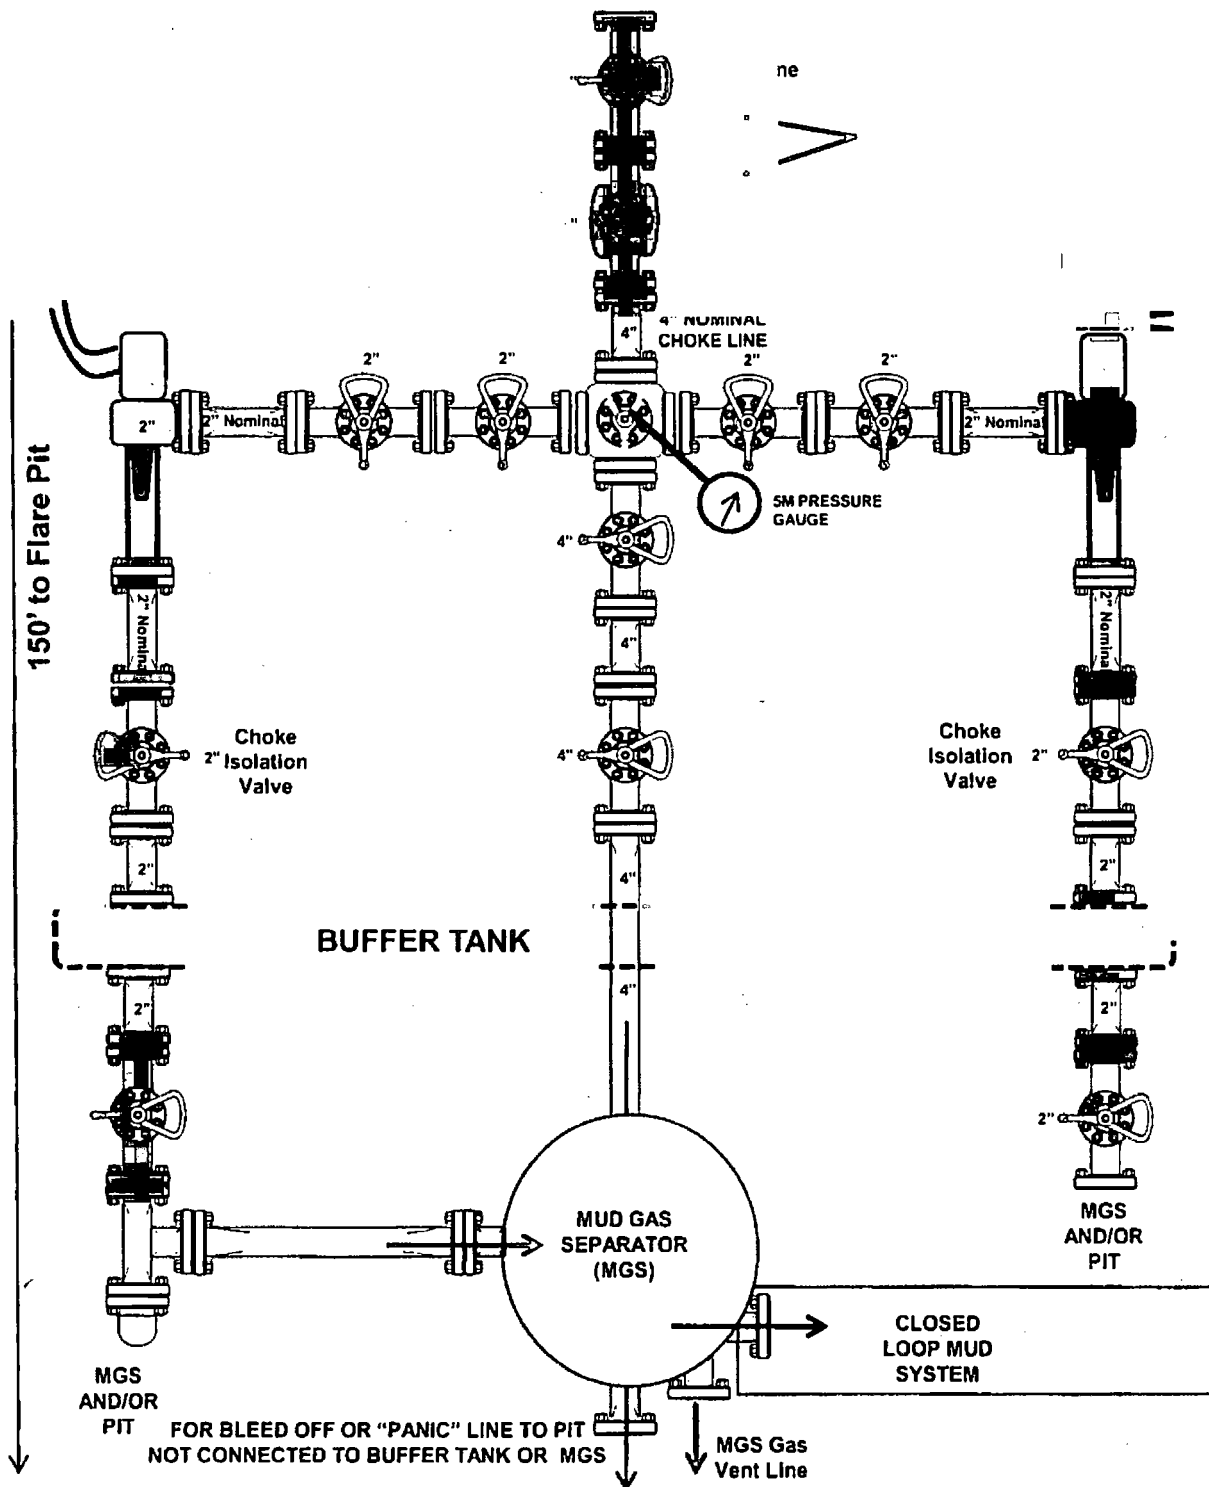 ne
"
"
4" NOMINAL
CHOKE LINE
4"
2"
2"
2"
2"
2"
2" Nominal
2" Nominal
5M PRESSURE
GAUGE
4"
150' to Flare Pit
2" Nominal
4"
2" Nominal
Choke
Isolation
Valve
2"
4"
Choke
Isolation
Valve
2"
2"
4"
2"
BUFFER TANK
2"
4"
2"
2"
MUD GAS
SEPARATOR
(MGS)
MGS
AND/OR
PIT
CLOSED
LOOP MUD
SYSTEM
MGS
AND/OR
PIT
FOR BLEED OFF OR "PANIC" LINE TO PIT
NOT CONNECTED TO BUFFER TANK OR MGS
MGS Gas
Vent Line